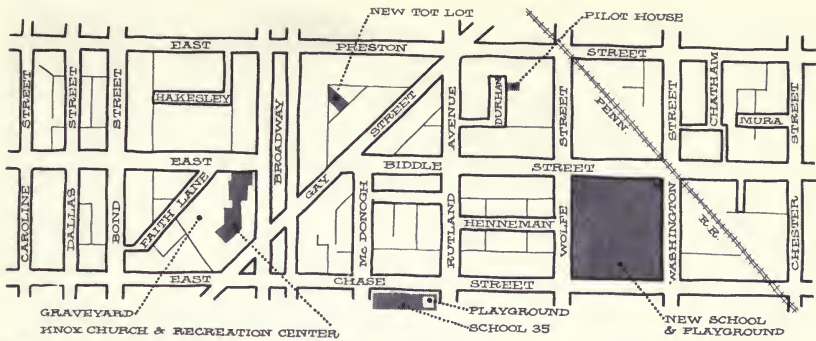 NEW TOT LOT
PILOT HOUSE
EAST
PRESTON
STREET
STREET
STREET
STREET
HAKESLEY
BROADWAY
STREET
AVENUE
DURHAM
STREET
PENN.
STREET
CHATHAM
MURA
STREET
EAST
BIDDLE
STREET
CAROLINE
DALLAS
BOND
FAITH LANE
GAY
MCDONOGH
RUTLAND
HENNEMAN
WOLFE
WASHINGTON
R.R.
CHESTER
EAST
CHASE
STREET
GRAVEYARD
KNOX CHURCH & RECREATION CENTER
PLAYGROUND
SCHOOL 35
NEW SCHOOL
& PLAYGROUND